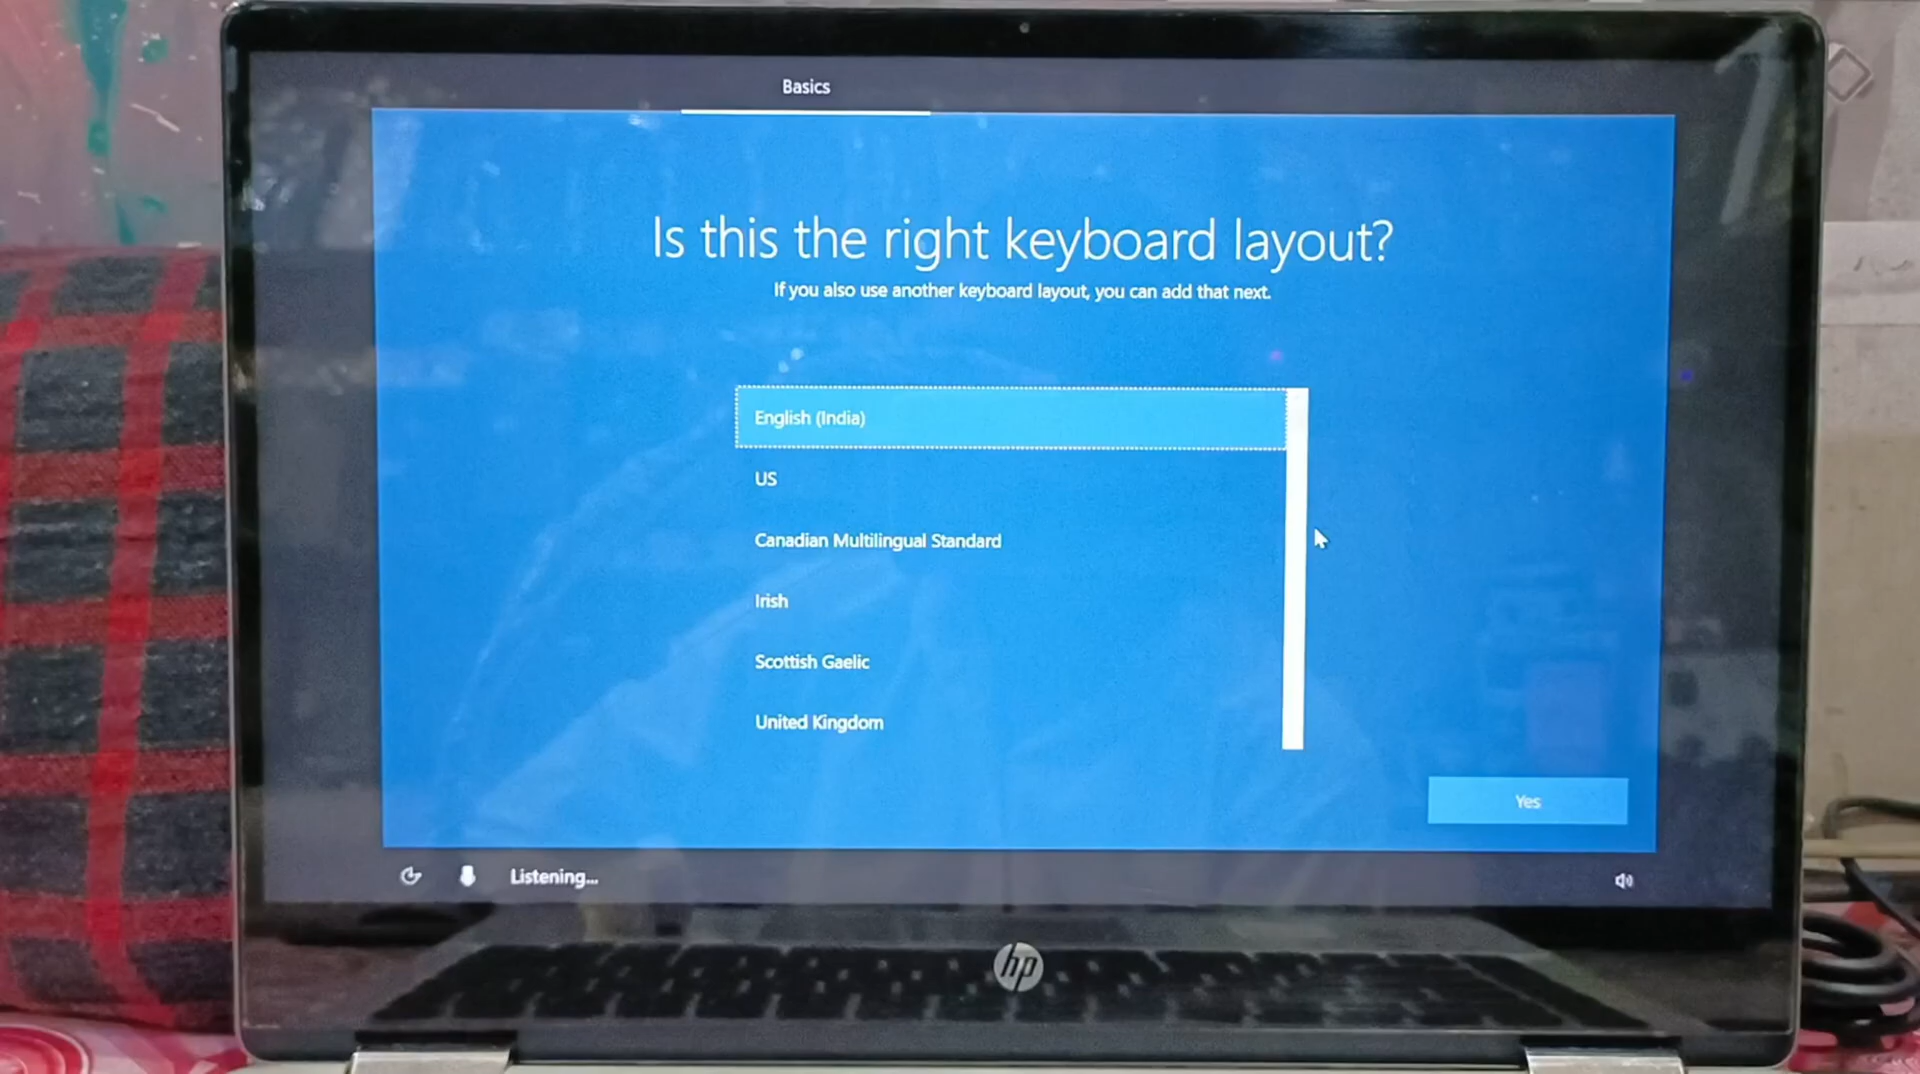 Basics
Is this the right keyboard layout?
If you also use another keyboard layout, you can add that next.
English (India)
US
Canadian Multilingual Standard
Irish
Scottish Gaelic
United Kingdom
Yes
Listening...
hp